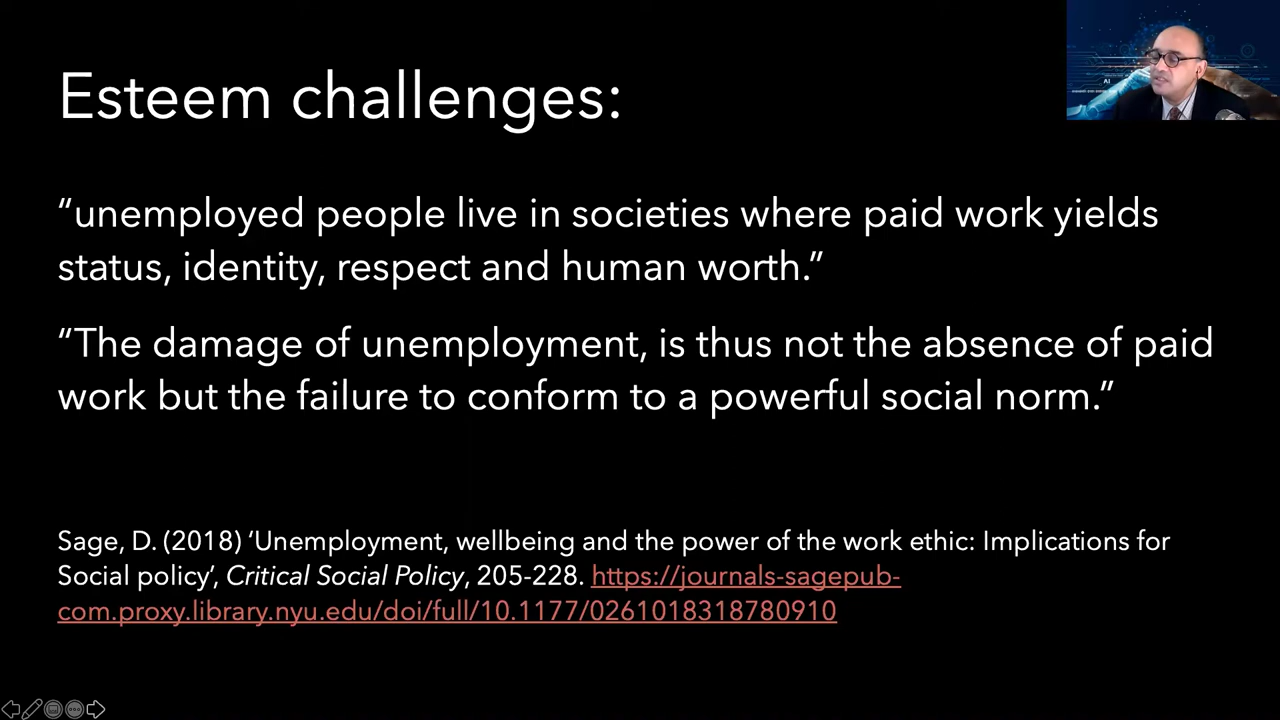 Esteem challenges:
AI
“unemployed people live in societies where paid work yields
status, identity, respect and human worth.”
“The damage of unemployment, is thus not the absence of paid
work but the failure to conform to a powerful social norm.”
Sage, D. (2018) ‘Unemployment, wellbeing and the power of the work ethic: Implications for
Social policy’, Critical Social Policy, 205-228. https://journals-sagepub-
com.proxy.library.nyu.edu/doi/full/10.1177/0261018318780910